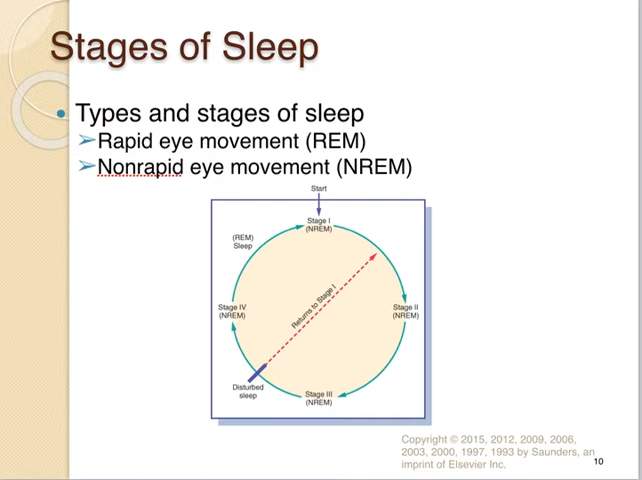 Stages of Sleep
Types and stages of sleep
Rapid eye movement (REM)
Nonrapid eye movement (NREM)
Start
Stage I
(NREM)
(REM)
Sleep
Returns to Stage I
Stage IV
(NREM)
Stage II
(NREM)
Disturbed
sleep
Stage III
(NREM)
Copyright © 2015, 2012, 2009, 2006,
2003, 2000, 1997, 1993 by Saunders, an
imprint of Elsevier Inc.
10